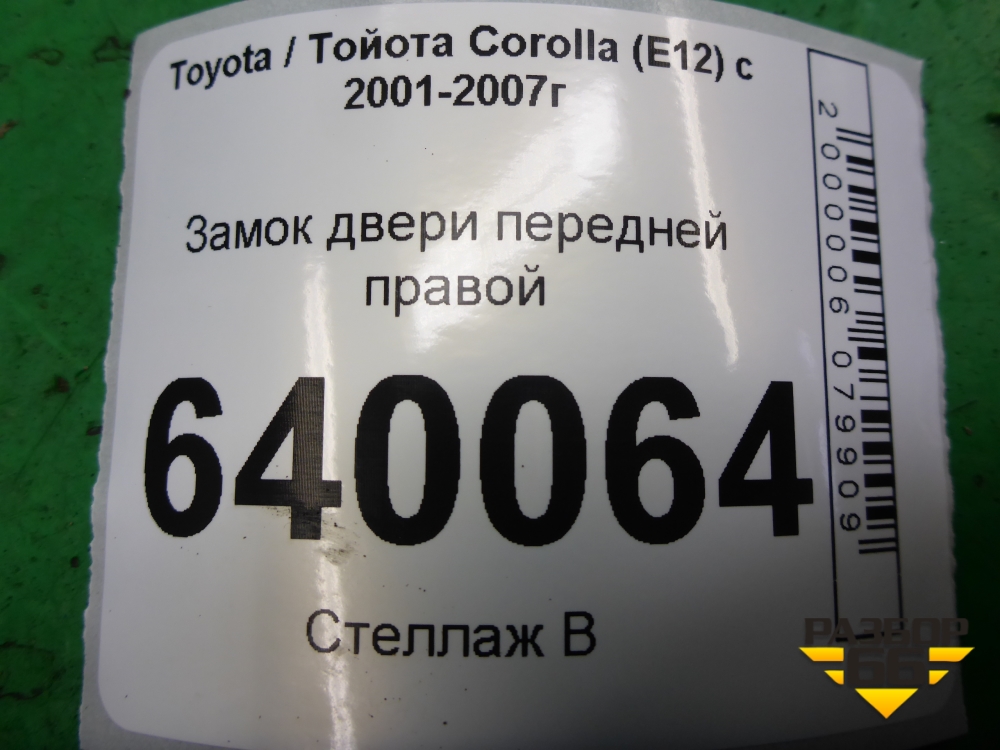 Toyota / Тойота Corolla (E12) с
2001-2007г
Замок двери передней
правой
640064
Стеллаж В
2000006079909
РАЗБОР
66